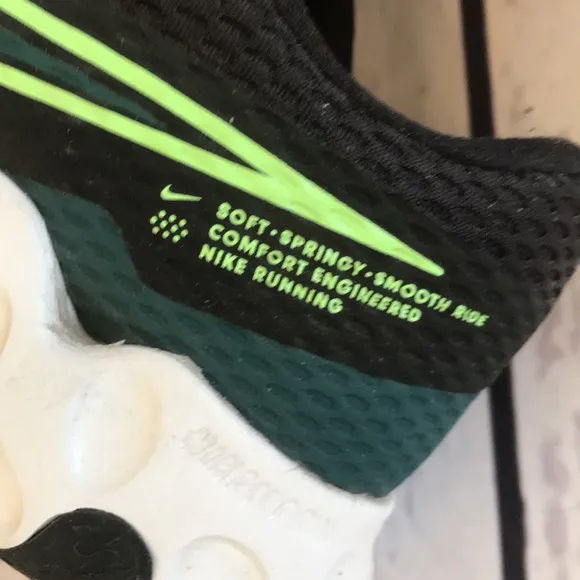 SOFT·SPRINGY·SMOOTH RIDE
COMFORT ENGINEERED
NIKE RUNNING